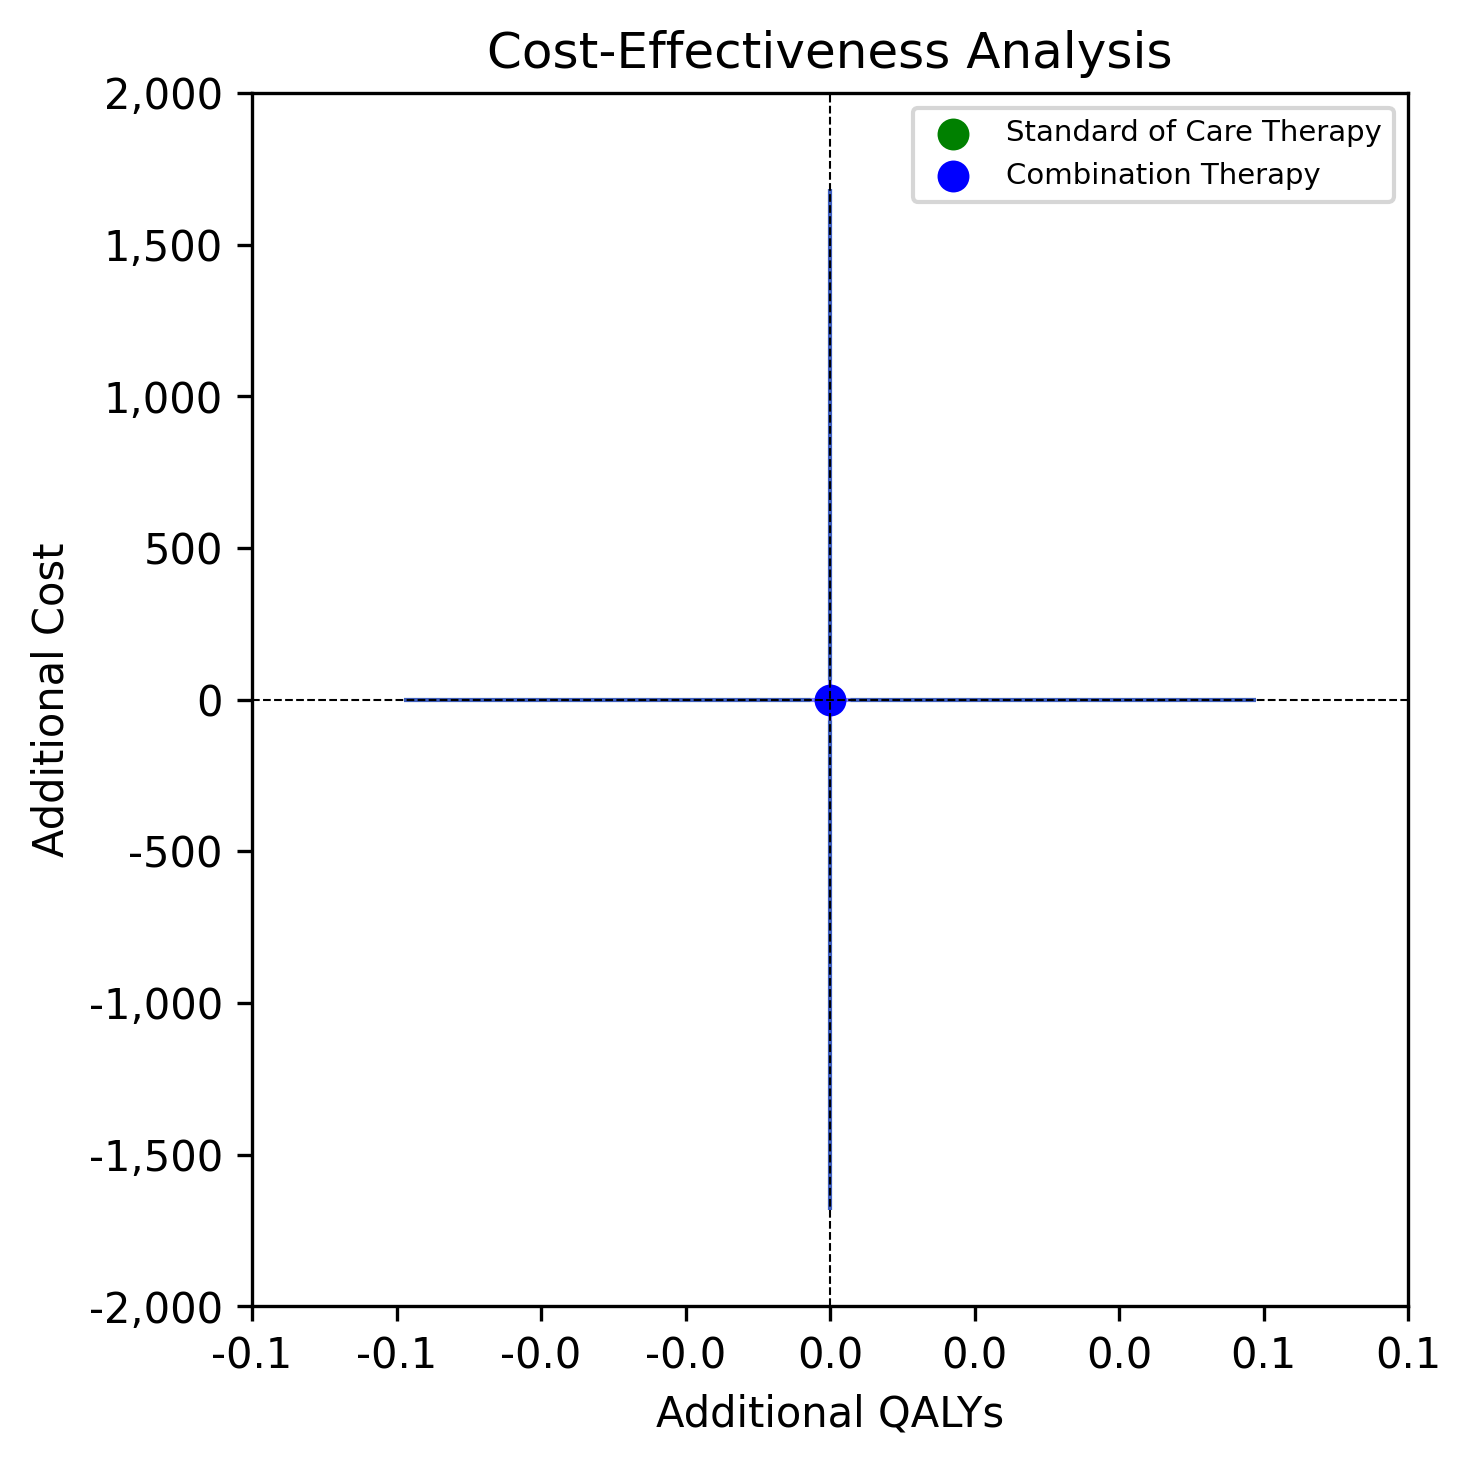 Cost-Effectiveness Analysis
Standard of Care Therapy
Combination Therapy
2,000
1,500
1,000
500
0
-500
-1,000
-1,500
-2,000
Additional Cost
-0.1 -0.1 -0.0 -0.0 0.0 0.0 0.0 0.1 0.1
Additional QALYs